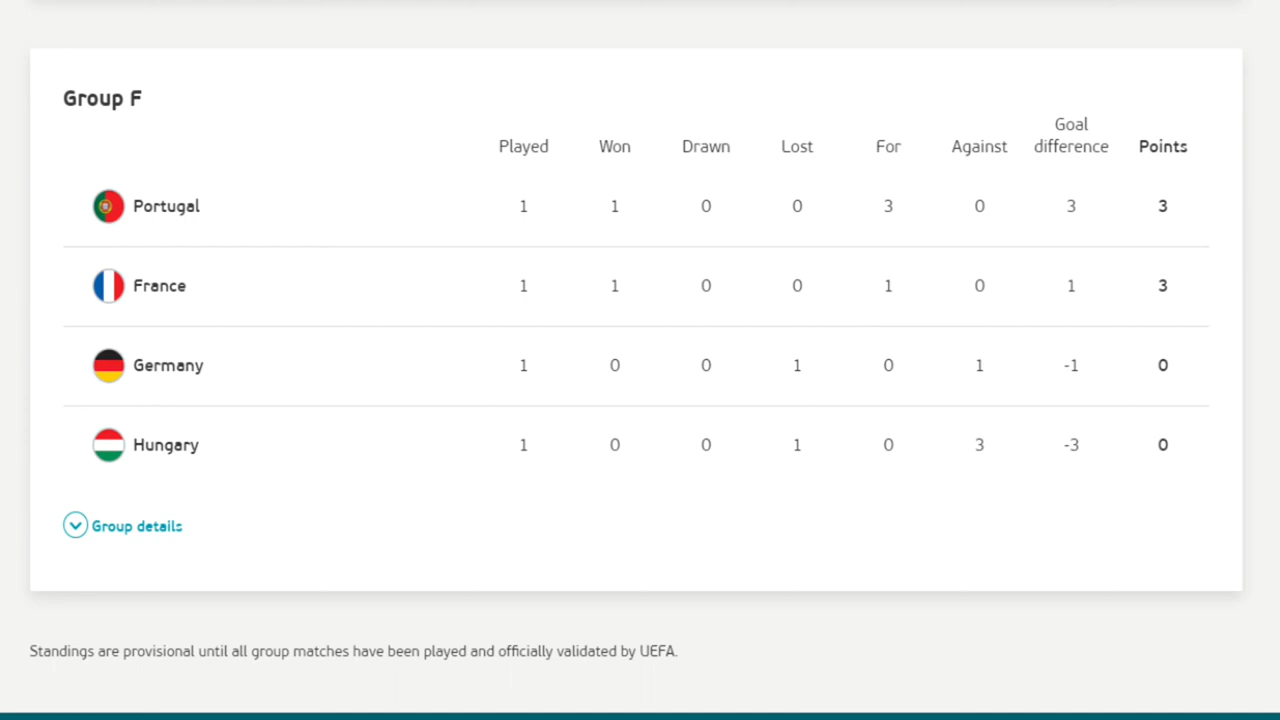 Group F
Played Won Drawn Lost For Against Goal difference Points
Portugal 1 1 0 0 3 0 3 3
France 1 1 0 0 1 0 1 3
Germany 1 0 0 1 0 1 -1 0
Hungary 1 0 0 1 0 3 -3 0
Group details
Standings are provisional until all group matches have been played and officially validated by UEFA.